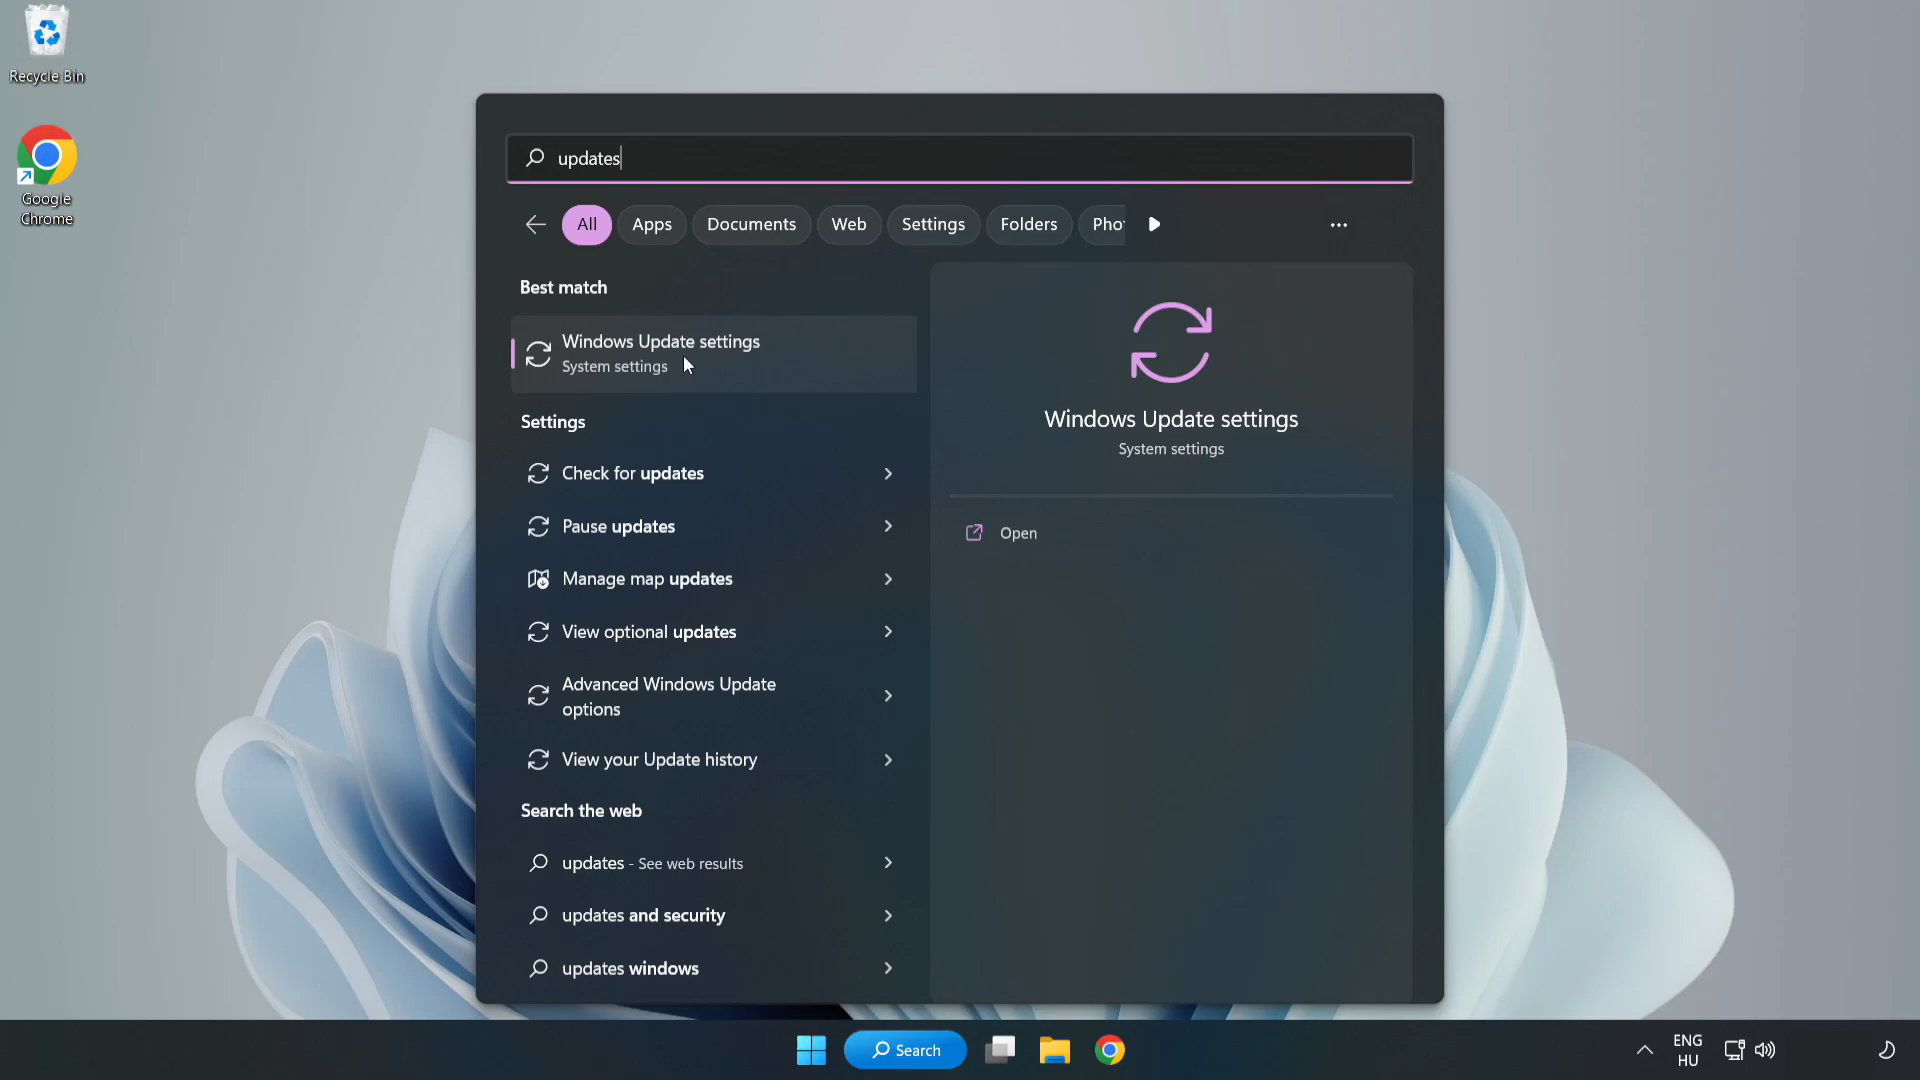 Recycle Bin
Google
Chrome
updates
All
Apps
Documents
Web
Settings
Folders
Pho
Best match
Windows Update settings
System settings
Settings
Check for updates
Pause updates
Manage map updates
View optional updates
Advanced Windows Update
options
View your Update history
Search the web
updates - See web results
updates and security
updates windows
Windows Update settings
System settings
Open
Search
ENG
HU